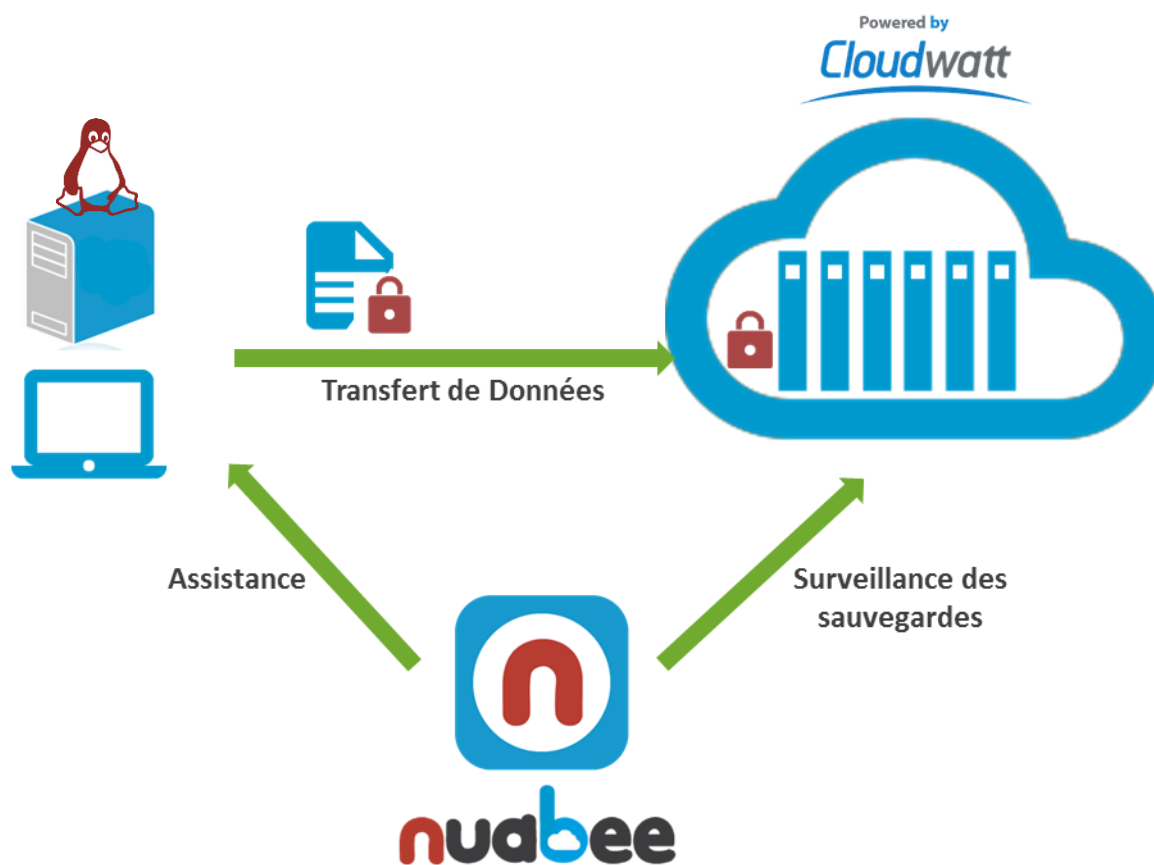 Powered by
Cloudwatt
Transfert de Données
Assistance
Surveillance des
sauvegardes
n
nuabee